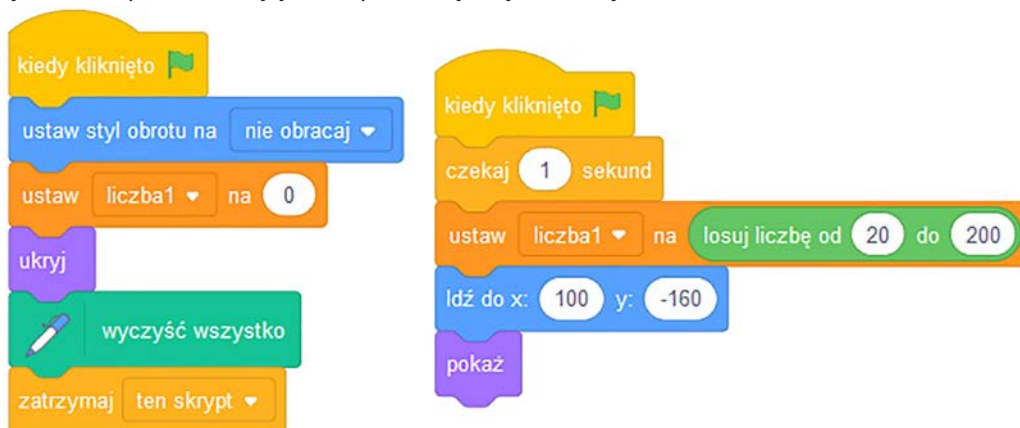 kiedy kliknięto
ustaw styl obrotu na nie obracaj
ustaw liczba1 na 0
ukryj
wyczyść wszystko
zatrzymaj ten skrypt
kiedy kliknięto
czekaj 1 sekund
ustaw liczba1 na losuj liczbę od 20 do 200
Idź do x: 100 y: -160
pokaż